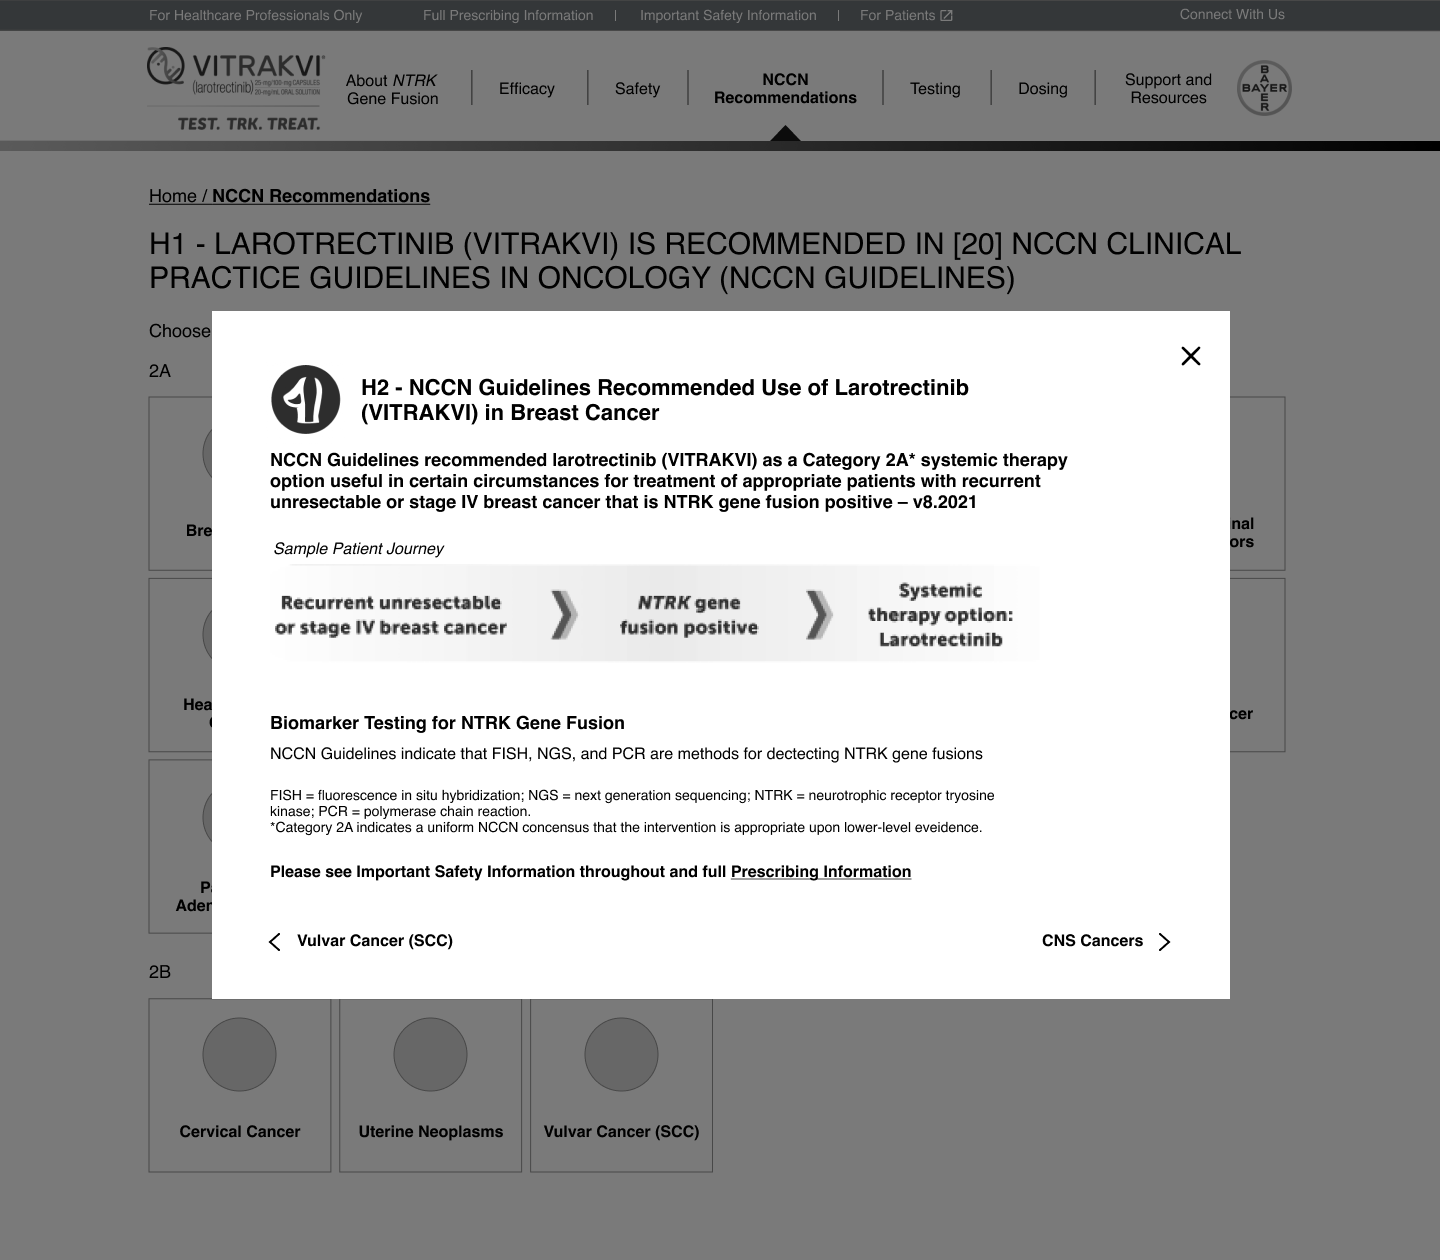 For Healthcare Professionals Only
Full Prescribing Information | Important Safety Information | For Patients
Connect With Us
VITRAKVI®
(larotrectinib) 25 mg/100 mg CAPSULES
20 mg/mL ORAL SOLUTION
TEST. TRK. TREAT.
About NTRK
Gene Fusion
Efficacy
Safety
NCCN
Recommendations
Testing
Dosing
Support and
Resources
BAYER
BAYER
Home / NCCN Recommendations
H1 - LAROTRECTINIB (VITRAKVI) IS RECOMMENDED IN [20] NCCN CLINICAL
PRACTICE GUIDELINES IN ONCOLOGY (NCCN GUIDELINES)
Choose
2A
Bre
nal
ors
Hea
cer
P
Ader
H2 - NCCN Guidelines Recommended Use of Larotrectinib
(VITRAKVI) in Breast Cancer
NCCN Guidelines recommended larotrectinib (VITRAKVI) as a Category 2A* systemic therapy
option useful in certain circumstances for treatment of appropriate patients with recurrent
unresectable or stage IV breast cancer that is NTRK gene fusion positive – v8.2021
Sample Patient Journey
Recurrent unresectable
or stage IV breast cancer
NTRK gene
fusion positive
Systemic
therapy option:
Larotrectinib
Biomarker Testing for NTRK Gene Fusion
NCCN Guidelines indicate that FISH, NGS, and PCR are methods for dectecting NTRK gene fusions
FISH = fluorescence in situ hybridization; NGS = next generation sequencing; NTRK = neurotrophic receptor tryosine
kinase; PCR = polymerase chain reaction.
*Category 2A indicates a uniform NCCN concensus that the intervention is appropriate upon lower-level eveidence.
Please see Important Safety Information throughout and full Prescribing Information
Vulvar Cancer (SCC)
CNS Cancers
2B
Cervical Cancer
Uterine Neoplasms
Vulvar Cancer (SCC)